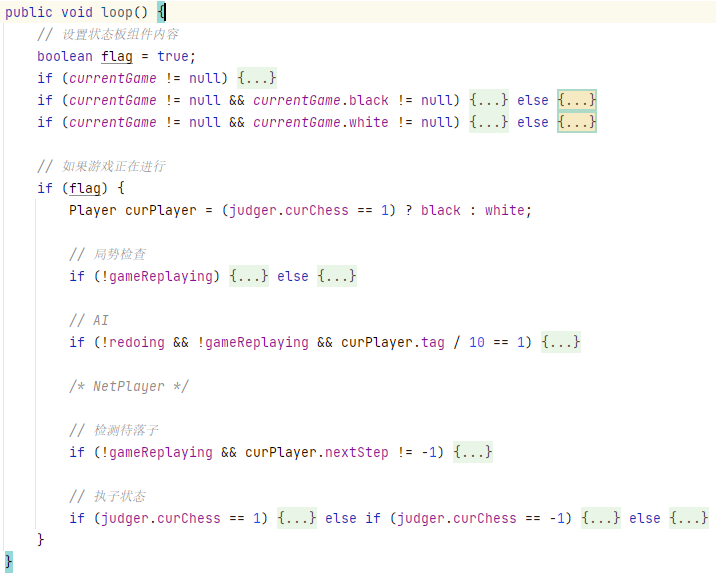 public void loop() {
// 设置状态板组件内容
boolean flag = true;
if (currentGame != null) {...}
if (currentGame != null && currentGame.black != null) {...} else {...}
if (currentGame != null && currentGame.white != null) {...} else {...}
// 如果游戏正在进行
if (flag) {
Player curPlayer = (judger.curChess == 1) ? black : white;
// 局势检查
if (!gameReplaying) {...} else {...}
// AI
if (!redoing && !gameReplaying && curPlayer.tag / 10 == 1) {...}
/* NetPlayer */
// 检测待落子
if (!gameReplaying && curPlayer.nextStep != -1) {...}
// 执子状态
if (judger.curChess == 1) {...} else if (judger.curChess == -1) {...} else {...}
}
}